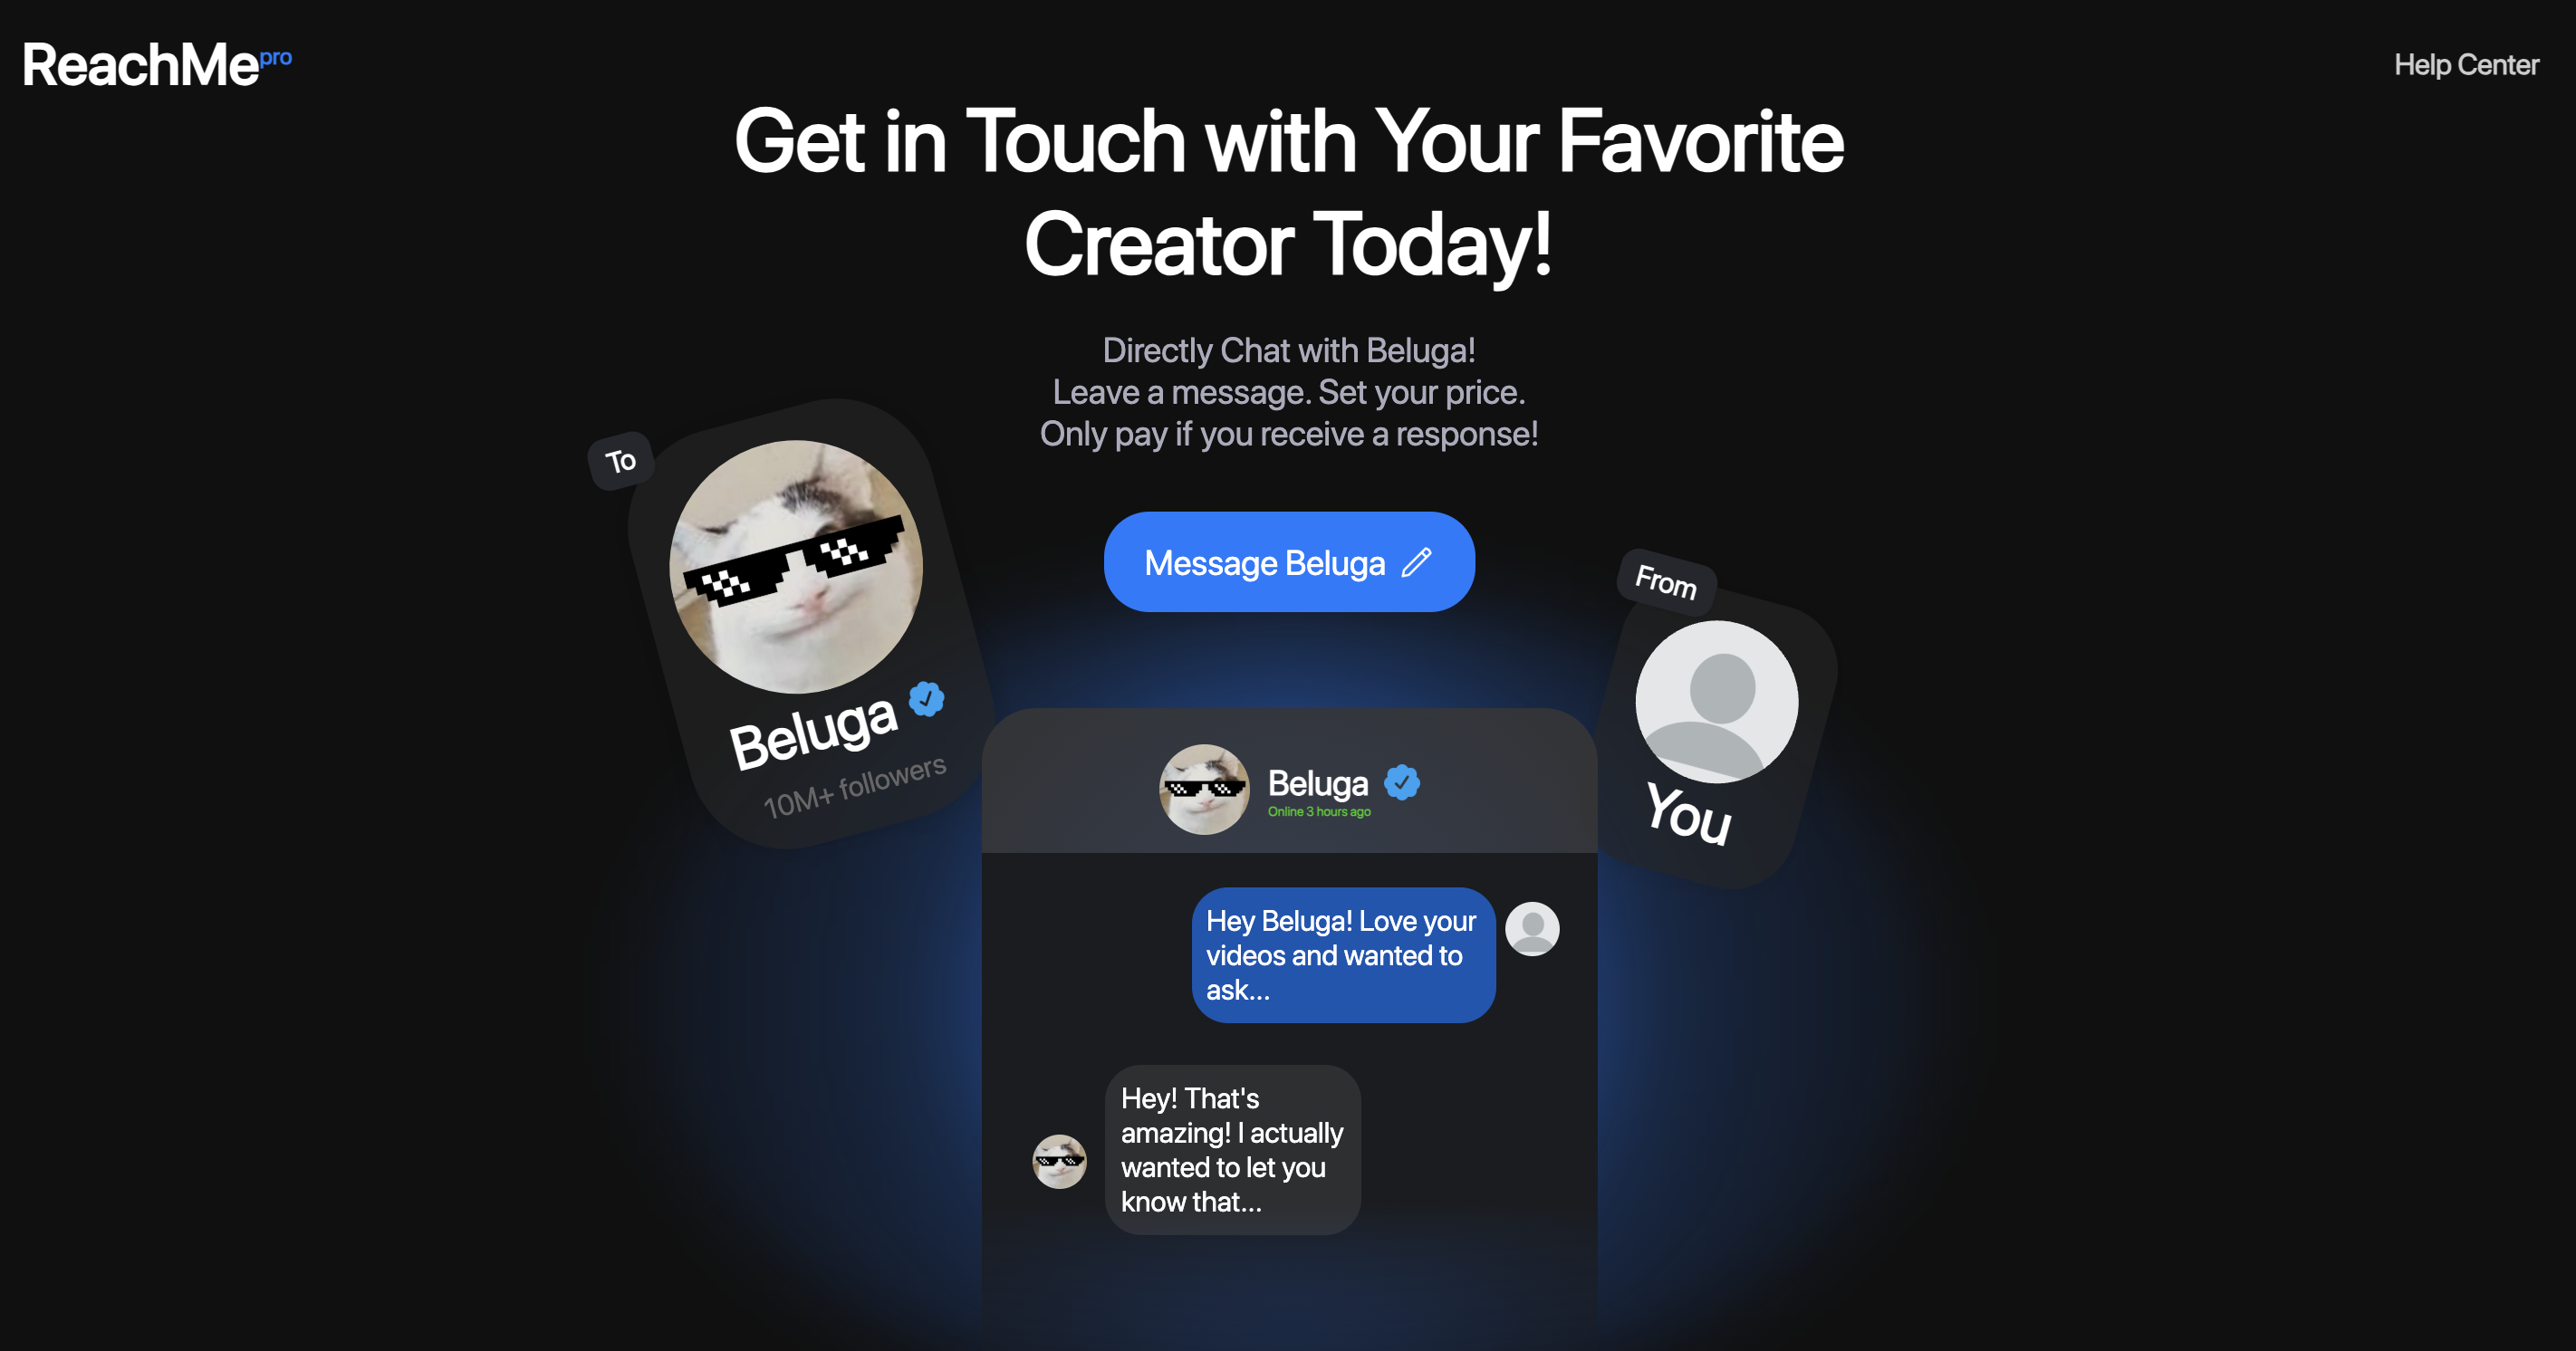 ReachMe pro
Help Center
Get in Touch with Your Favorite
Creator Today!
Directly Chat with Beluga!
Leave a message. Set your price.
Only pay if you receive a response!
Message Beluga
To
Beluga
10M+ followers
From
You
Beluga
Online 3 hours ago
Hey Beluga! Love your
videos and wanted to
ask...
Hey! That's
amazing! I actually
wanted to let you
know that...